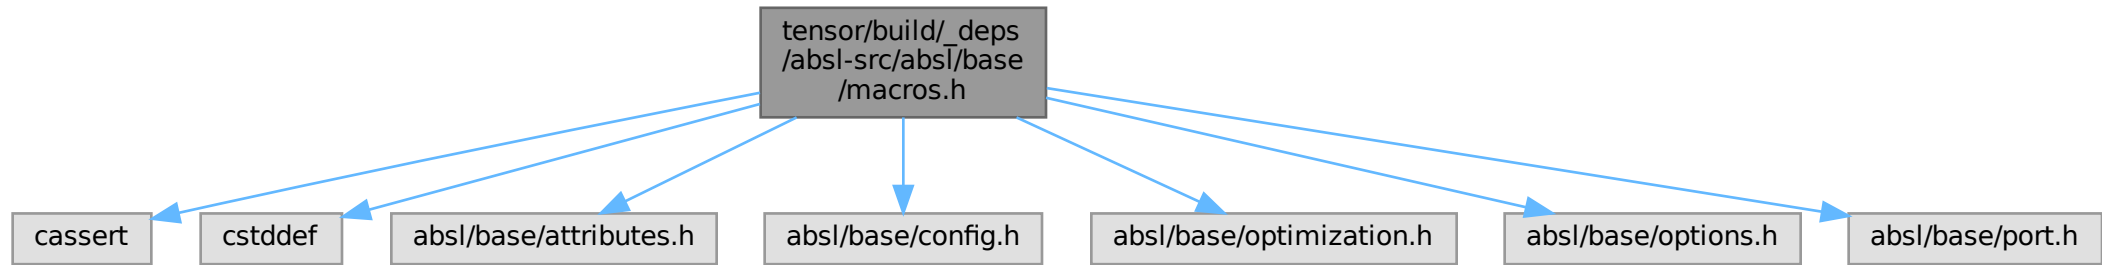 tensor/build/_deps
/absl-src/absl/base
/macros.h
cassert
cstddef
absl/base/attributes.h
absl/base/config.h
absl/base/optimization.h
absl/base/options.h
absl/base/port.h